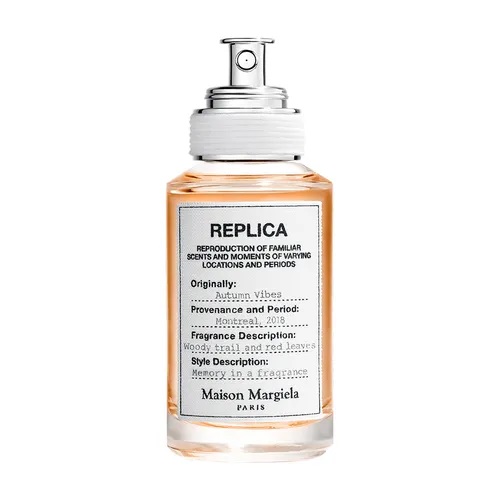 REPLICA
REPRODUCTION OF FAMILIAR
SCENTS AND MOMENTS OF VARYING
LOCATIONS AND PERIODS
Originally:
Autumn Vibes
Provenance and Period:
Montreal, 2018
Fragrance Description:
Woody trail and red leaves
Style Description:
Memory in a fragrance
Maison Margiela
PARIS